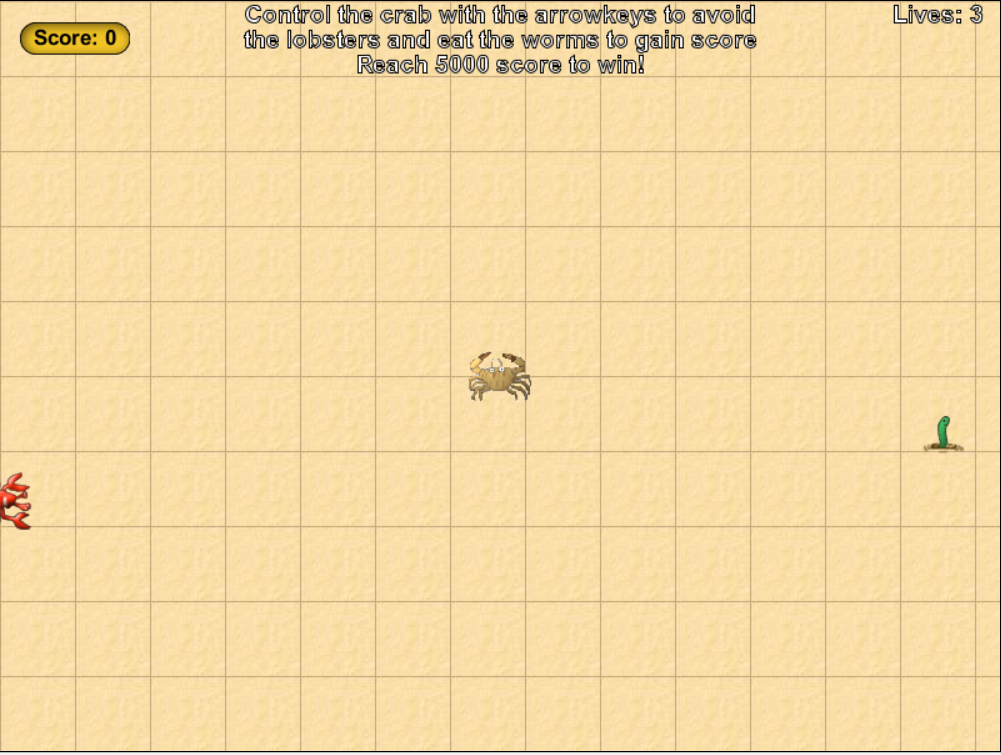 Score: 0
Control the crab with the arrowkeys to avoid
the lobsters and eat the worms to gain score
Reach 5000 score to win!
Lives: 3